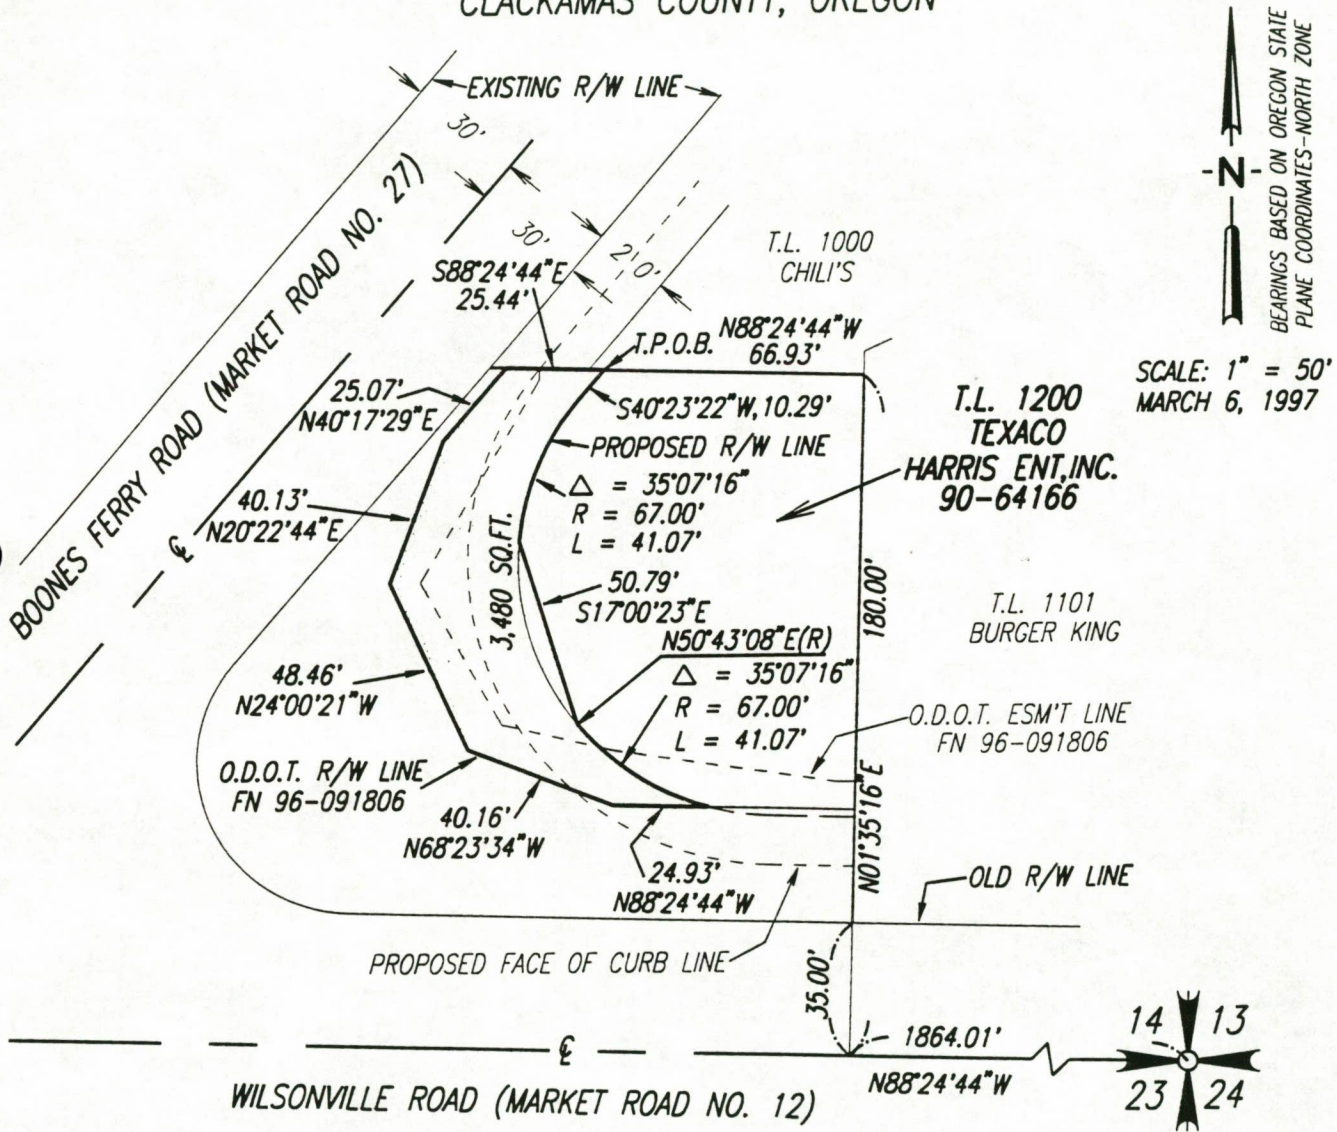 CLACKAMAS COUNTY, OREGON
EXISTING R/W LINE
30'
30'
20'
BOONES FERRY ROAD (MARKET ROAD NO. 27)
S88°24'44"E
25.44'
T.L. 1000
CHILI'S
T.P.O.B.
N88°24'44"W
66.93'
N
BEARINGS BASED ON OREGON STATE
PLANE COORDINATES-NORTH ZONE
SCALE: 1" = 50'
MARCH 6, 1997
25.07'
N40°17'29"E
S40°23'22"W, 10.29'
PROPOSED R/W LINE
△ = 35°07'16"
R = 67.00'
L = 41.07'
T.L. 1200
TEXACO
HARRIS ENT,INC.
90-64166
40.13'
N20°22'44"E
3,480 SQ.FT.
50.79'
S17°00'23"E
180.00'
T.L. 1101
BURGER KING
N50°43'08"E(R)
△ = 35°07'16"
R = 67.00'
L = 41.07'
48.46'
N24°00'21"W
O.D.O.T. ESM'T LINE
FN 96-091806
O.D.O.T. R/W LINE
FN 96-091806
40.16'
N68°23'34"W
24.93'
N88°24'44"W
N01°35'16"E
OLD R/W LINE
PROPOSED FACE OF CURB LINE
35.00'
1864.01'
N88°24'44"W
14 13
23 24
WILSONVILLE ROAD (MARKET ROAD NO. 12)